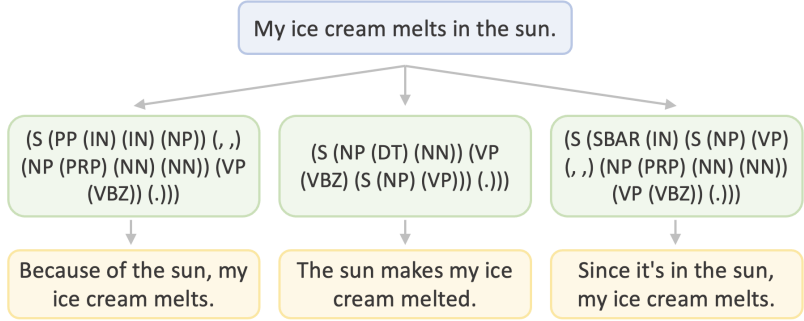 My ice cream melts in the sun.
(S (PP (IN) (IN) (NP)) (, ,)
(NP (PRP) (NN) (NN)) (VP
(VBZ)) (.)))
(S (NP (DT) (NN)) (VP
(VBZ) (S (NP) (VP))) (.)))
(S (SBAR (IN) (S (NP) (VP)
(, ,) (NP (PRP) (NN) (NN))
(VP (VBZ)) (.)))
Because of the sun, my
ice cream melts.
The sun makes my ice
cream melted.
Since it's in the sun,
my ice cream melts.